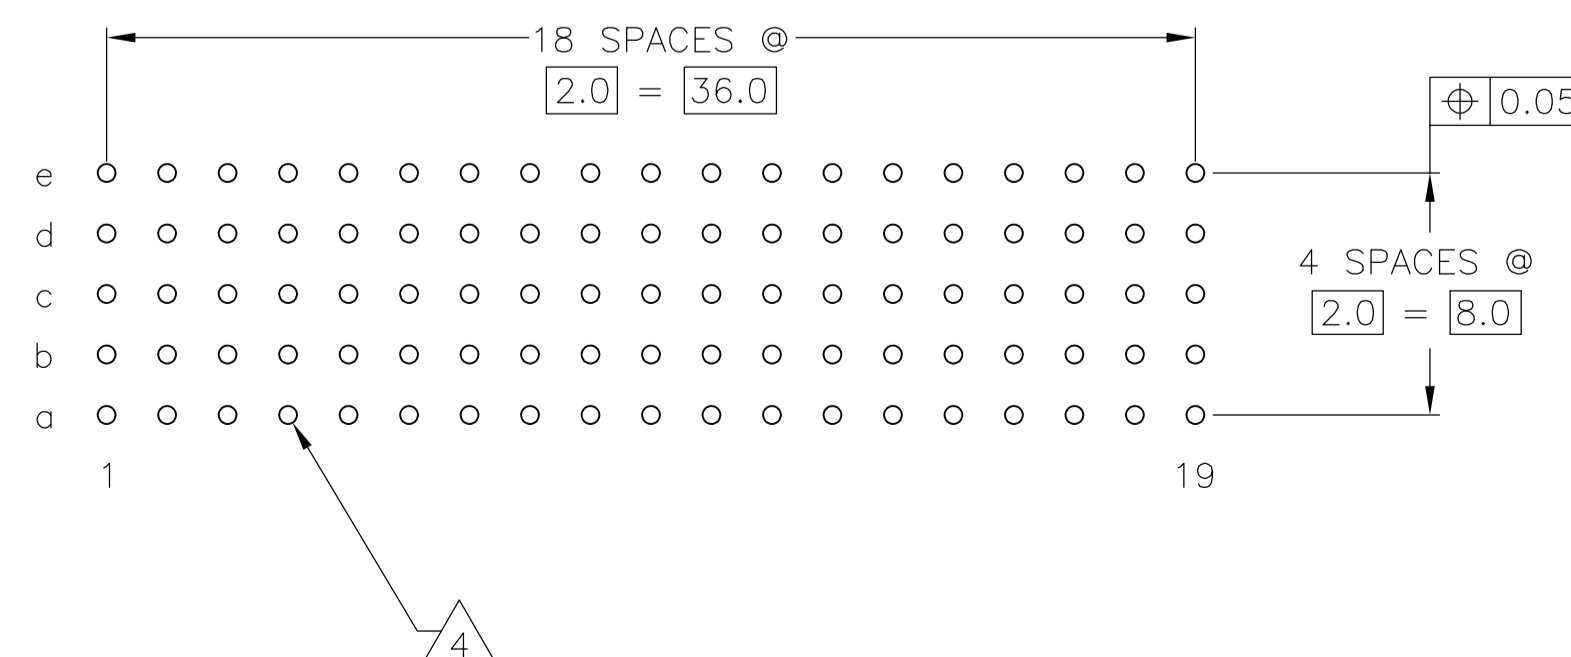 18 SPACES @
2.0 = 36.0
⌖ 0.05
e
d
c
b
a
4 SPACES @
2.0 = 8.0
1
19
4